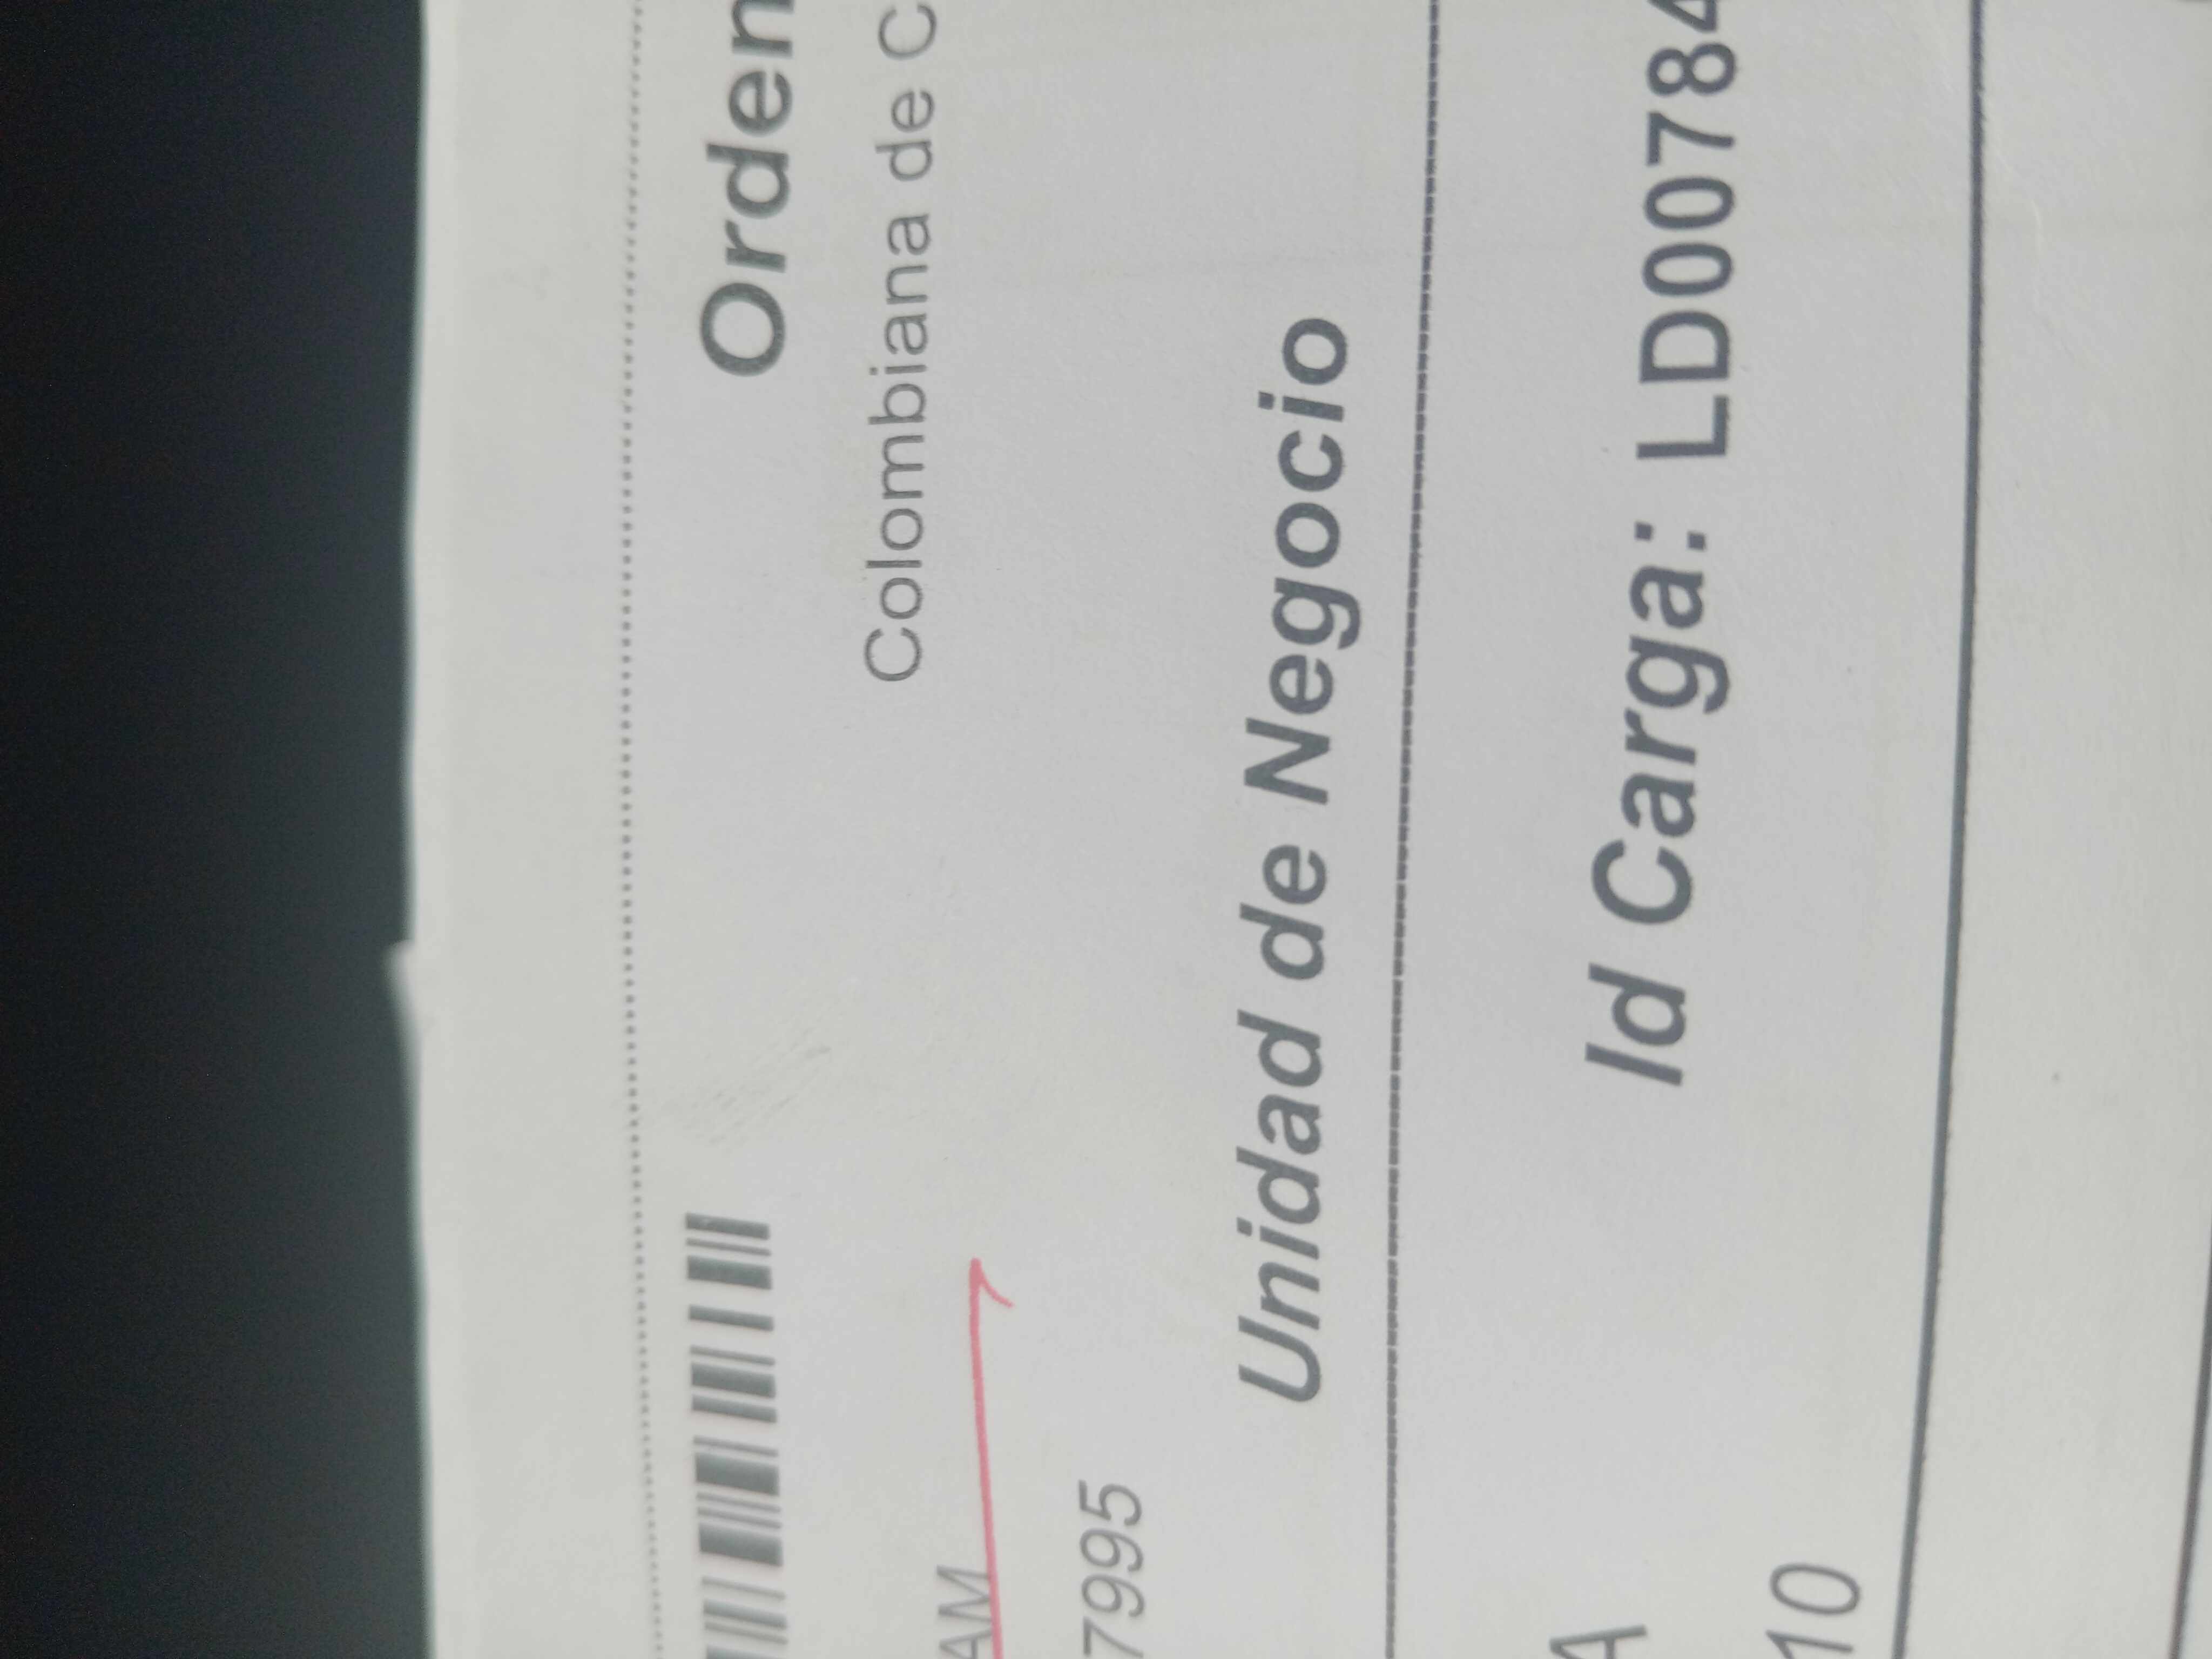 Orden
Colombiana de C
AM
7995
Unidad de Negocio
Id Carga: LD00784
A
10